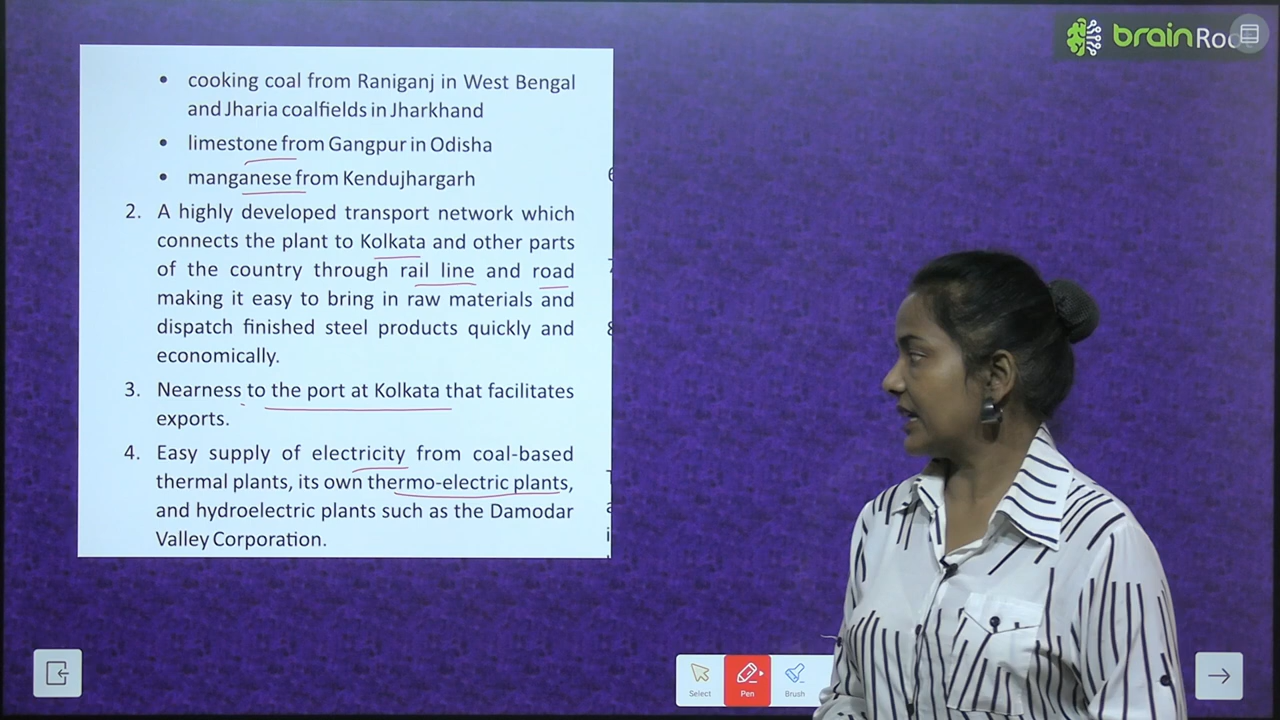 brainRoot
• cooking coal from Raniganj in West Bengal
and Jharia coalfields in Jharkhand
• limestone from Gangpur in Odisha
• manganese from Kendujhargarh
2. A highly developed transport network which
connects the plant to Kolkata and other parts
of the country through rail line and road
making it easy to bring in raw materials and
dispatch finished steel products quickly and
economically.
3. Nearness to the port at Kolkata that facilitates
exports.
4. Easy supply of electricity from coal-based
thermal plants, its own thermo-electric plants,
and hydroelectric plants such as the Damodar
Valley Corporation.
Select Pen Brush